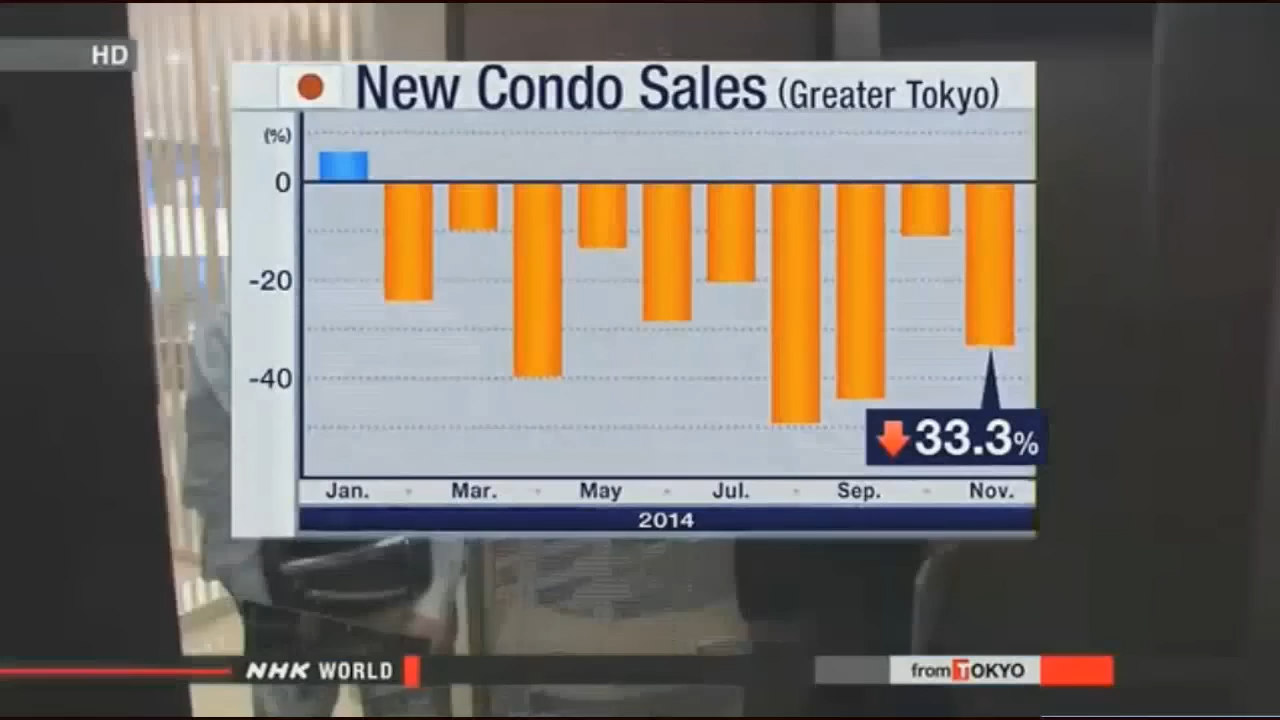 HD
New Condo Sales (Greater Tokyo)
(%)
0
-20
-40
33.3%
Jan. - Mar. - May - Jul. - Sep. - Nov.
2014
NHK WORLD
from TOKYO